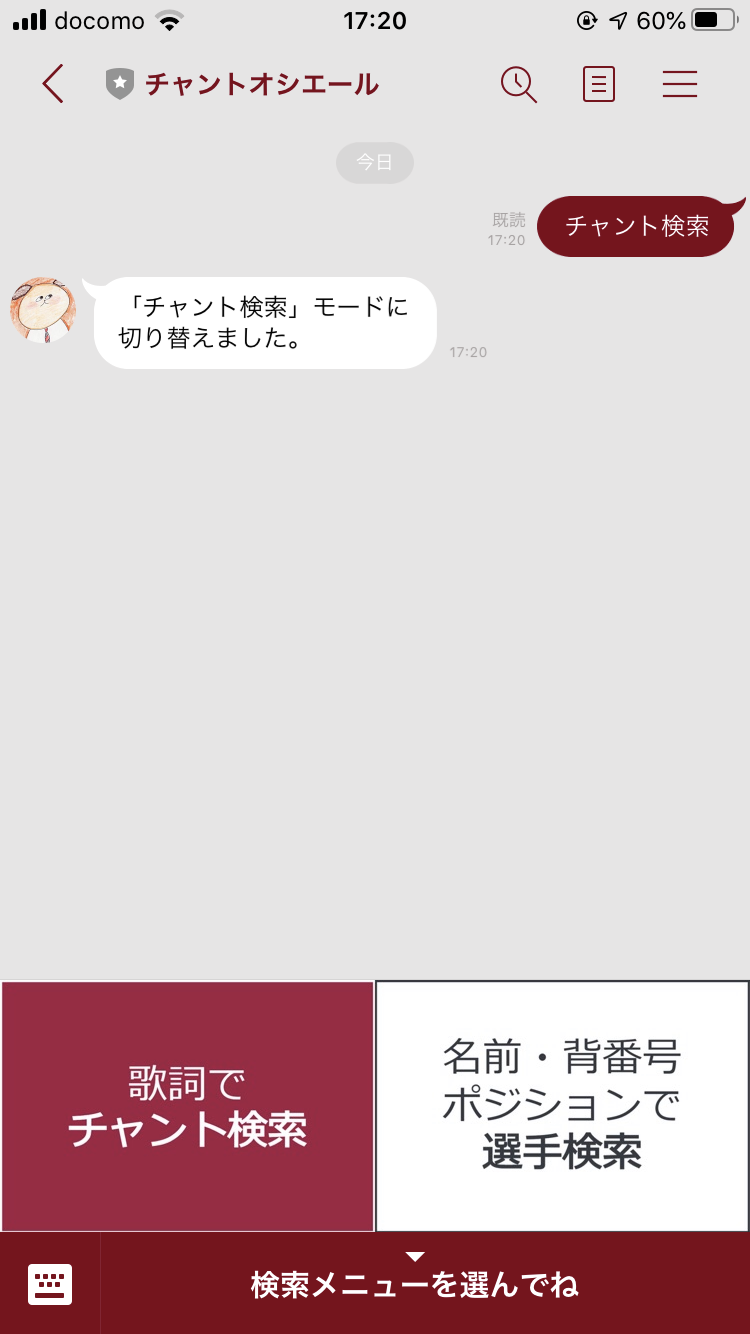 docomo 17:20 60%
チャントオシエール
今日
既読
17:20
チャント検索
「チャント検索」モードに
切り替えました。
17:20
歌詞で
チャント検索
名前・背番号
ポジションで
選手検索
検索メニューを選んでね